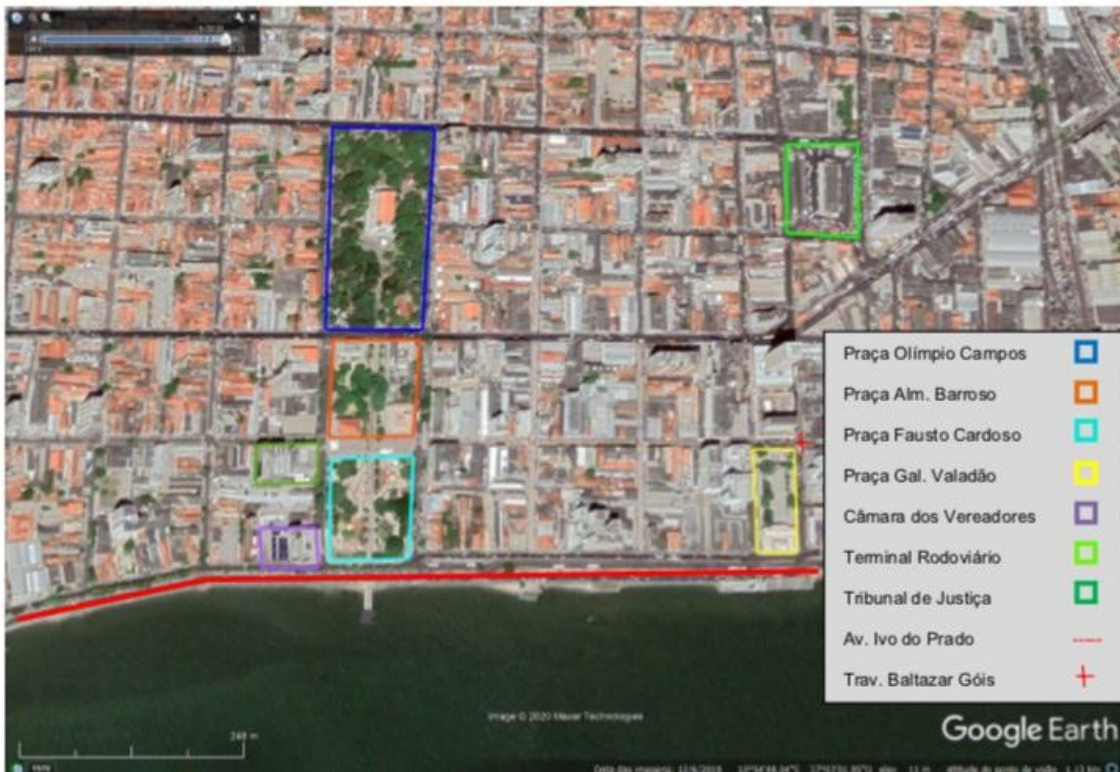 Praça Olímpio Campos
Praça Alm. Barroso
Praça Fausto Cardoso
Praça Gal. Valadão
Câmara dos Vereadores
Terminal Rodoviário
Tribunal de Justiça
Av. Ivo do Prado
Trav. Baltazar Góis
248 m
Image © 2020 Maxar Technologies
Google Earth